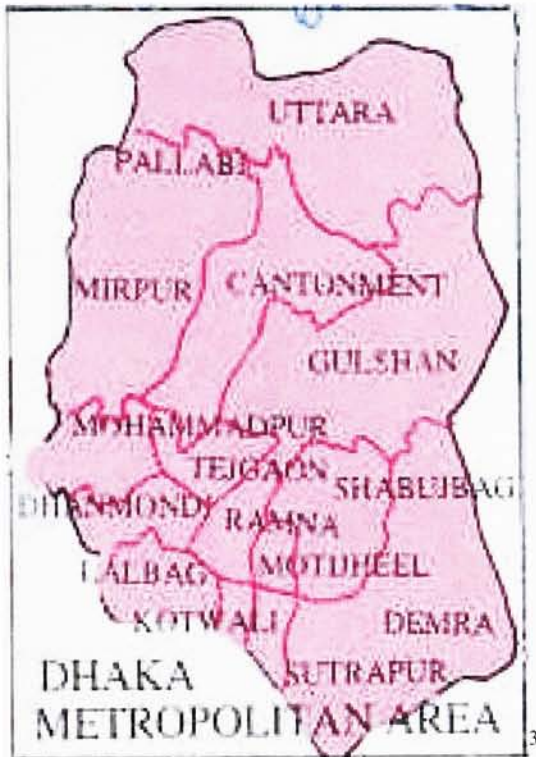 UTTARA
PALLABI
MIRPUR
CANTONMENT
GULSHAN
MOHAMMADPUR
TEJGAON
SHABUJBAG
DHANMONDI
RAMNA
LALBAG
MOTIJHEEL
KOTWALI
DEMRA
SUTRAPUR
DHAKA
METROPOLITAN AREA
3